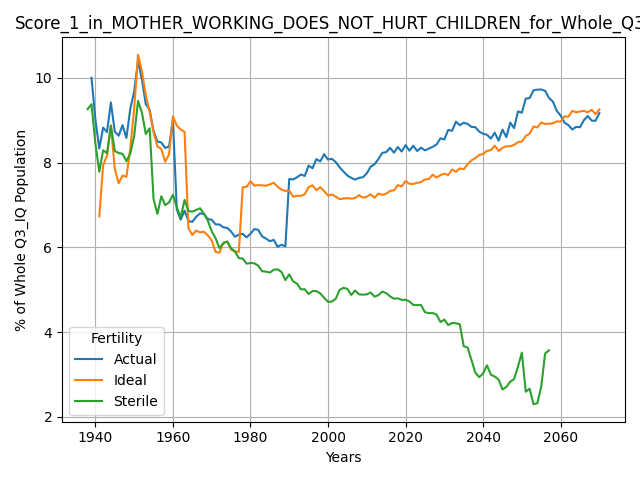 Score_1_in_MOTHER_WORKING_DOES_NOT_HURT_CHILDREN_for_Whole_Q3
% of Whole Q3_IQ Population
10
8
6
4
2
Fertility
Actual
Ideal
Sterile
1940 1960 1980 2000 2020 2040 2060
Years